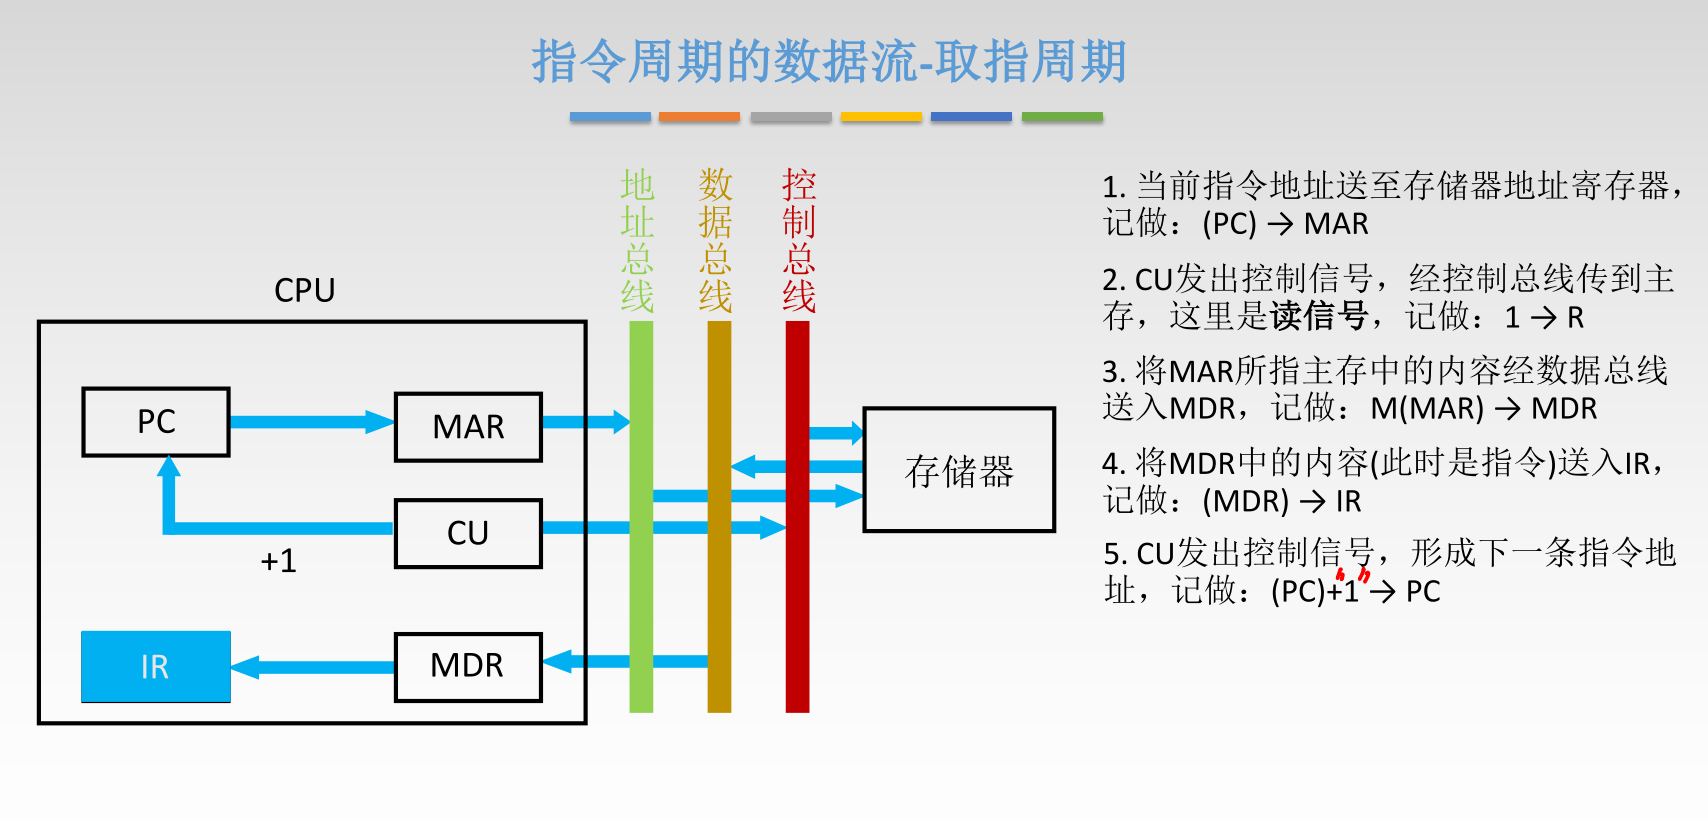 指令周期的数据流-取指周期
地址总线
数据总线
控制总线
CPU
PC
MAR
CU
+1
IR
MDR
存储器
1. 当前指令地址送至存储器地址寄存器，
记做：(PC) → MAR
2. CU发出控制信号，经控制总线传到主
存，这里是读信号，记做：1 → R
3. 将MAR所指主存中的内容经数据总线
送入MDR，记做：M(MAR) → MDR
4. 将MDR中的内容(此时是指令)送入IR，
记做：(MDR) → IR
5. CU发出控制信号，形成下一条指令地
址，记做：(PC)+"1"→ PC